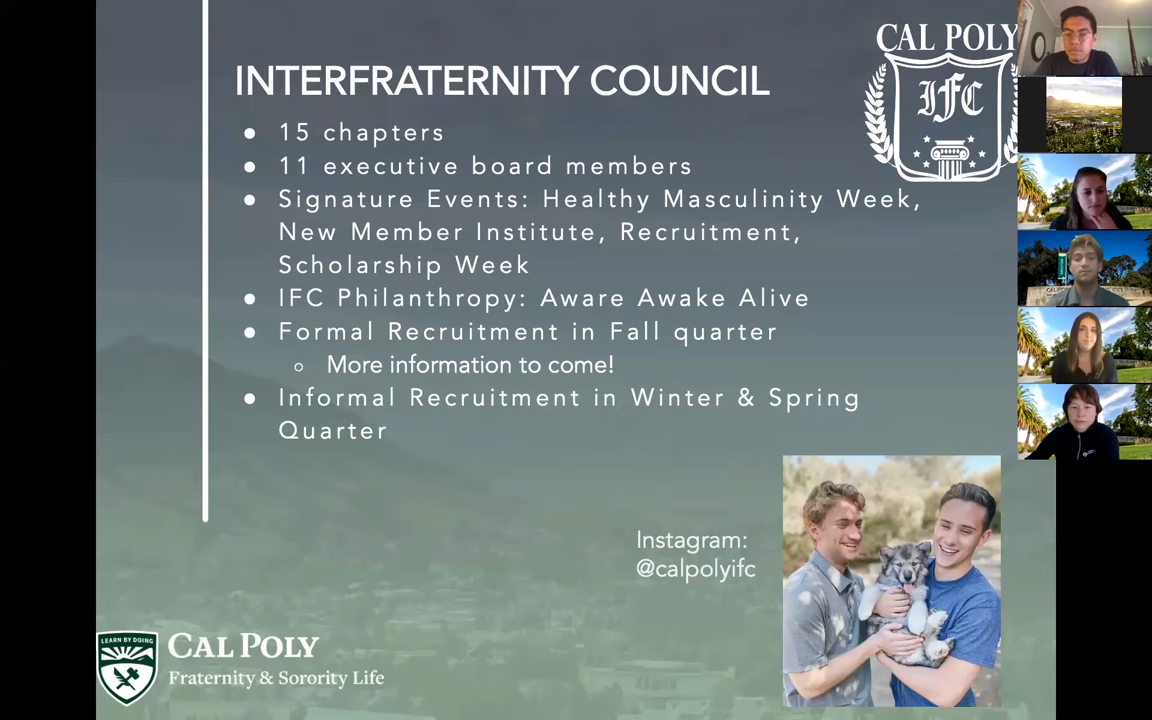 INTERFRATERNITY COUNCIL
CAL POLY
IFC
● 15 chapters
● 11 executive board members
● Signature Events: Healthy Masculinity Week,
New Member Institute, Recruitment,
Scholarship Week
● IFC Philanthropy: Aware Awake Alive
● Formal Recruitment in Fall quarter
○ More information to come!
● Informal Recruitment in Winter & Spring
Quarter
Instagram:
@calpolyifc
LEARN BY DOING
CAL POLY
Fraternity & Sorority Life